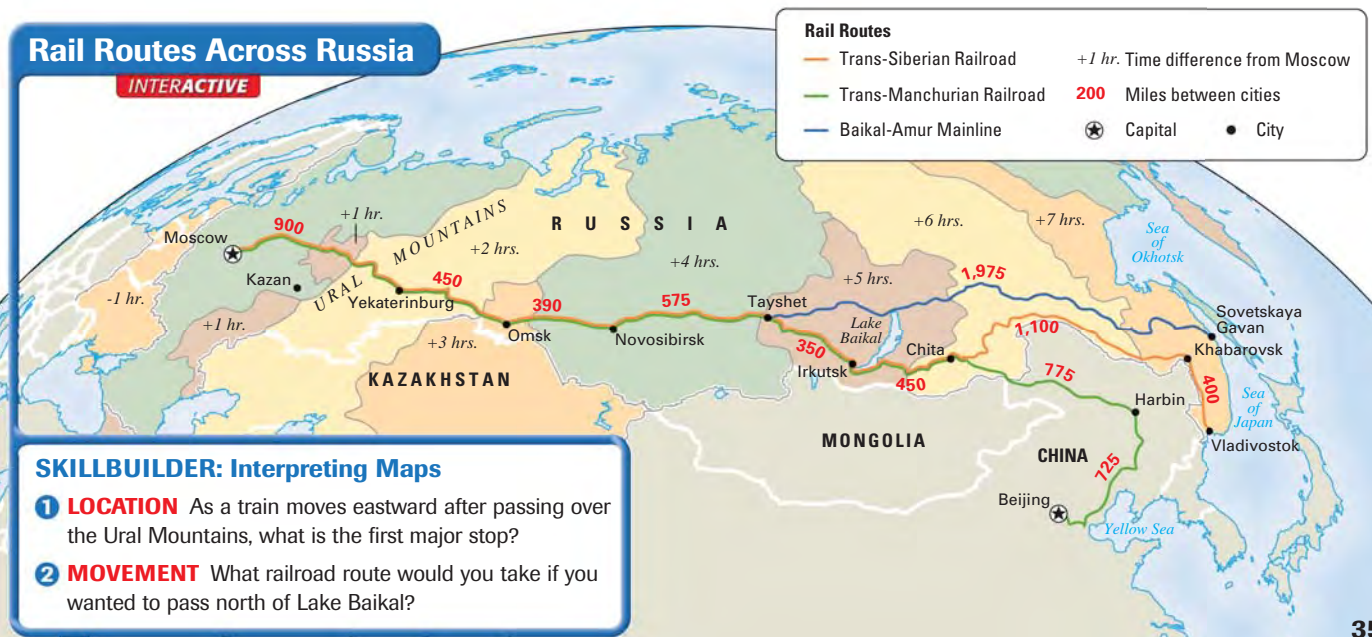 Rail Routes Across Russia
INTERACTIVE
Rail Routes
Trans-Siberian Railroad
Trans-Manchurian Railroad
Baikal-Amur Mainline
+1 hr. Time difference from Moscow
200 Miles between cities
Capital
City
Moscow
900
+1 hr.
Kazan
-1 hr.
+1 hr.
URAL MOUNTAINS
+2 hrs.
RUSSIA
Yekaterinburg
450
Omsk
390
+3 hrs.
KAZAKHSTAN
Novosibirsk
575
+4 hrs.
Tayshet
350
Irkutsk
Lake
Baikal
+5 hrs.
450
Chita
+6 hrs.
1,975
+7 hrs.
Sea
of
Okhotsk
1,100
Sovetskaya
Gavan
Khabarovsk
400
Sea
of
Japan
Vladivostok
775
Harbin
MONGOLIA
CHINA
725
Beijing
Yellow Sea
SKILLBUILDER: Interpreting Maps
1 LOCATION As a train moves eastward after passing over
the Ural Mountains, what is the first major stop?
2 MOVEMENT What railroad route would you take if you
wanted to pass north of Lake Baikal?